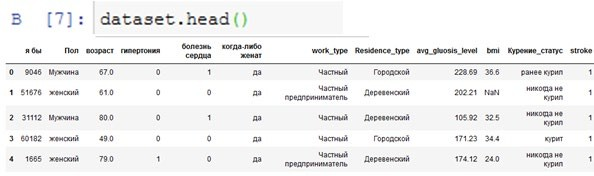 В [7]: dataset.head()
я бы Пол возраст гипертония болезнь сердца когда-либо женат work_type Residence_type avg_gluosis_level bmi Курение_статус stroke
0 9046 Мужчина 67.0 0 1 да Частный Городской 228.69 36.6 ранее курил 1
1 51676 женский 61.0 0 0 да Частный предприниматель Деревенский 202.21 NaN никогда не курил 1
2 31112 Мужчина 80.0 0 1 да Частный Деревенский 105.92 32.5 никогда не курил 1
3 60182 женский 49.0 0 0 да Частный Городской 171.23 34.4 курит 1
4 1665 женский 79.0 1 0 да Частный предприниматель Деревенский 174.12 24.0 никогда не курил 1